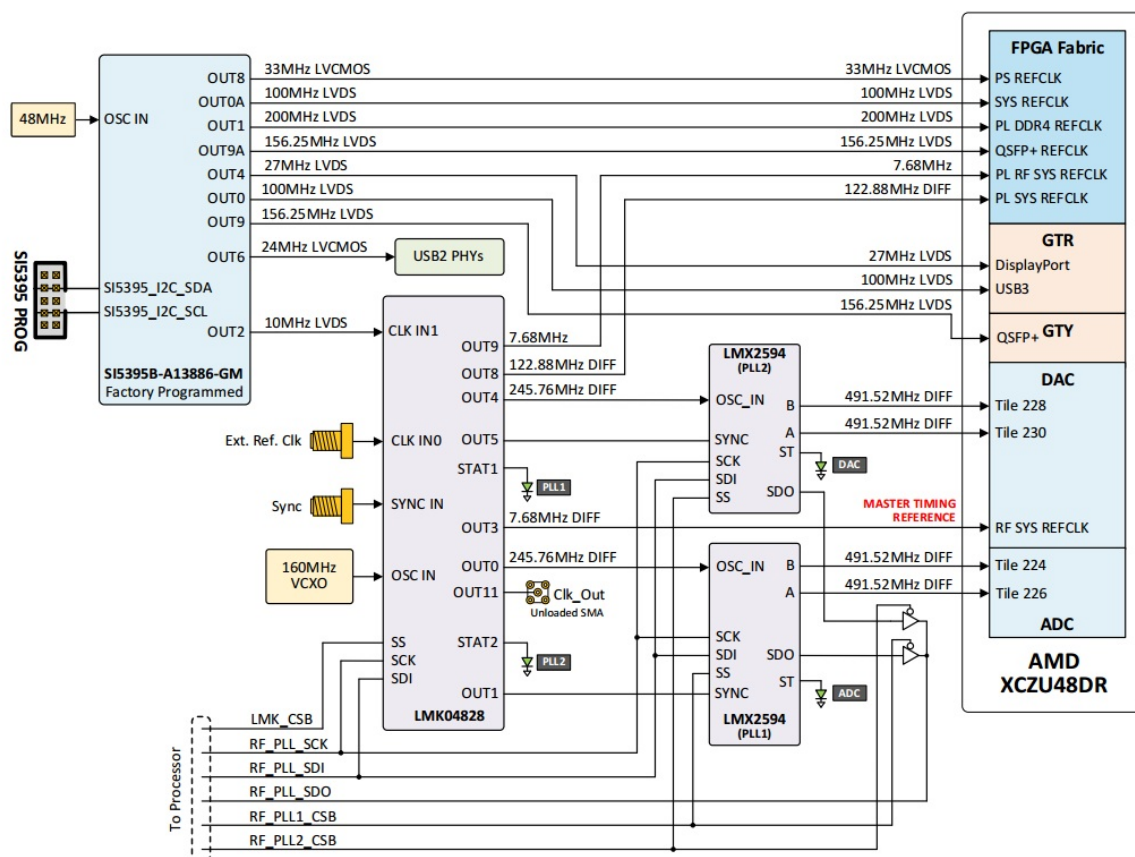 48MHz
OSC IN
OUT8
OUT0A
OUT1
OUT9A
OUT4
OUT0
OUT9
OUT6
OUT2
SI5395_I2C_SDA
SI5395_I2C_SCL
SI5395B-A13886-GM
Factory Programmed
SI5395 PROG
33MHz LVCMOS
100MHz LVDS
200MHz LVDS
156.25MHz LVDS
27MHz LVDS
100MHz LVDS
156.25MHz LVDS
24MHz LVCMOS
10MHz LVDS
USB2 PHYs
33MHz LVCMOS
100MHz LVDS
200MHz LVDS
156.25MHz LVDS
7.68MHz
122.88MHz DIFF
27MHz LVDS
100MHz LVDS
156.25MHz LVDS
FPGA Fabric
PS REFCLK
SYS REFCLK
PL DDR4 REFCLK
QSFP+ REFCLK
PL RF SYS REFCLK
PL SYS REFCLK
GTR
DisplayPort
USB3
QSFP+
GTY
DAC
Tile 228
Tile 230
RF SYS REFCLK
Tile 224
Tile 226
ADC
AMD
XCZU48DR
Ext. Ref. Clk
Sync
160MHz
VCXO
CLK IN1
CLK IN0
SYNC IN
OSC IN
SS
SCK
SDI
OUT9
OUT8
OUT4
OUT5
STAT1
OUT3
OUT0
OUT11
STAT2
OUT1
LMK04828
7.68MHz
122.88MHz DIFF
245.76MHz DIFF
PLL1
7.68MHz DIFF
245.76MHz DIFF
Clk_Out
Unloaded SMA
PLL2
LMX2594
(PLL2)
OSC_IN
SYNC
SCK
SDI
SS
B
A
ST
SDO
491.52MHz DIFF
491.52MHz DIFF
DAC
MASTER TIMING
REFERENCE
OSC_IN
SCK
SDI
SS
SYNC
B
A
SDO
ST
LMX2594
(PLL1)
491.52MHz DIFF
491.52MHz DIFF
ADC
To Processor
LMK_CSB
RF_PLL_SCK
RF_PLL_SDI
RF_PLL_SDO
RF_PLL1_CSB
RF_PLL2_CSB